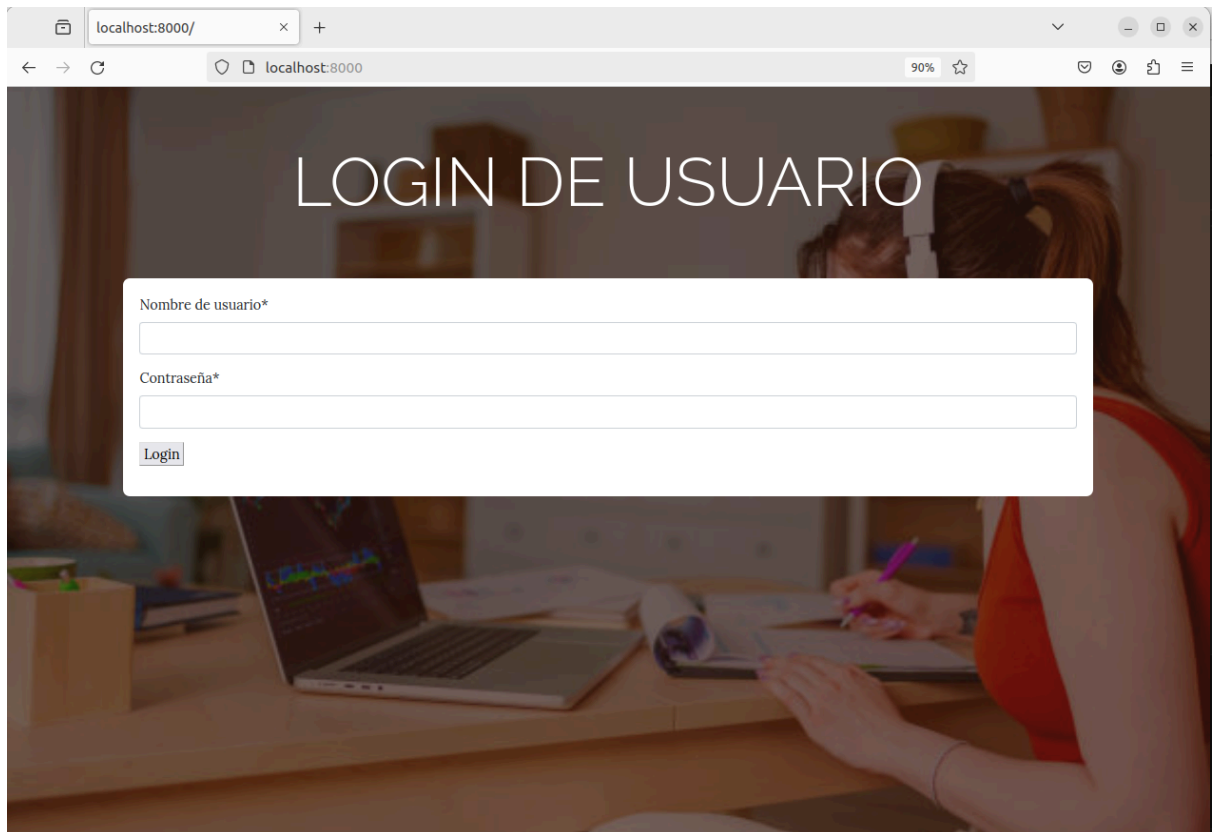 localhost:8000/
localhost:8000
90%
LOGIN DE USUARIO
Nombre de usuario*
Contraseña*
Login